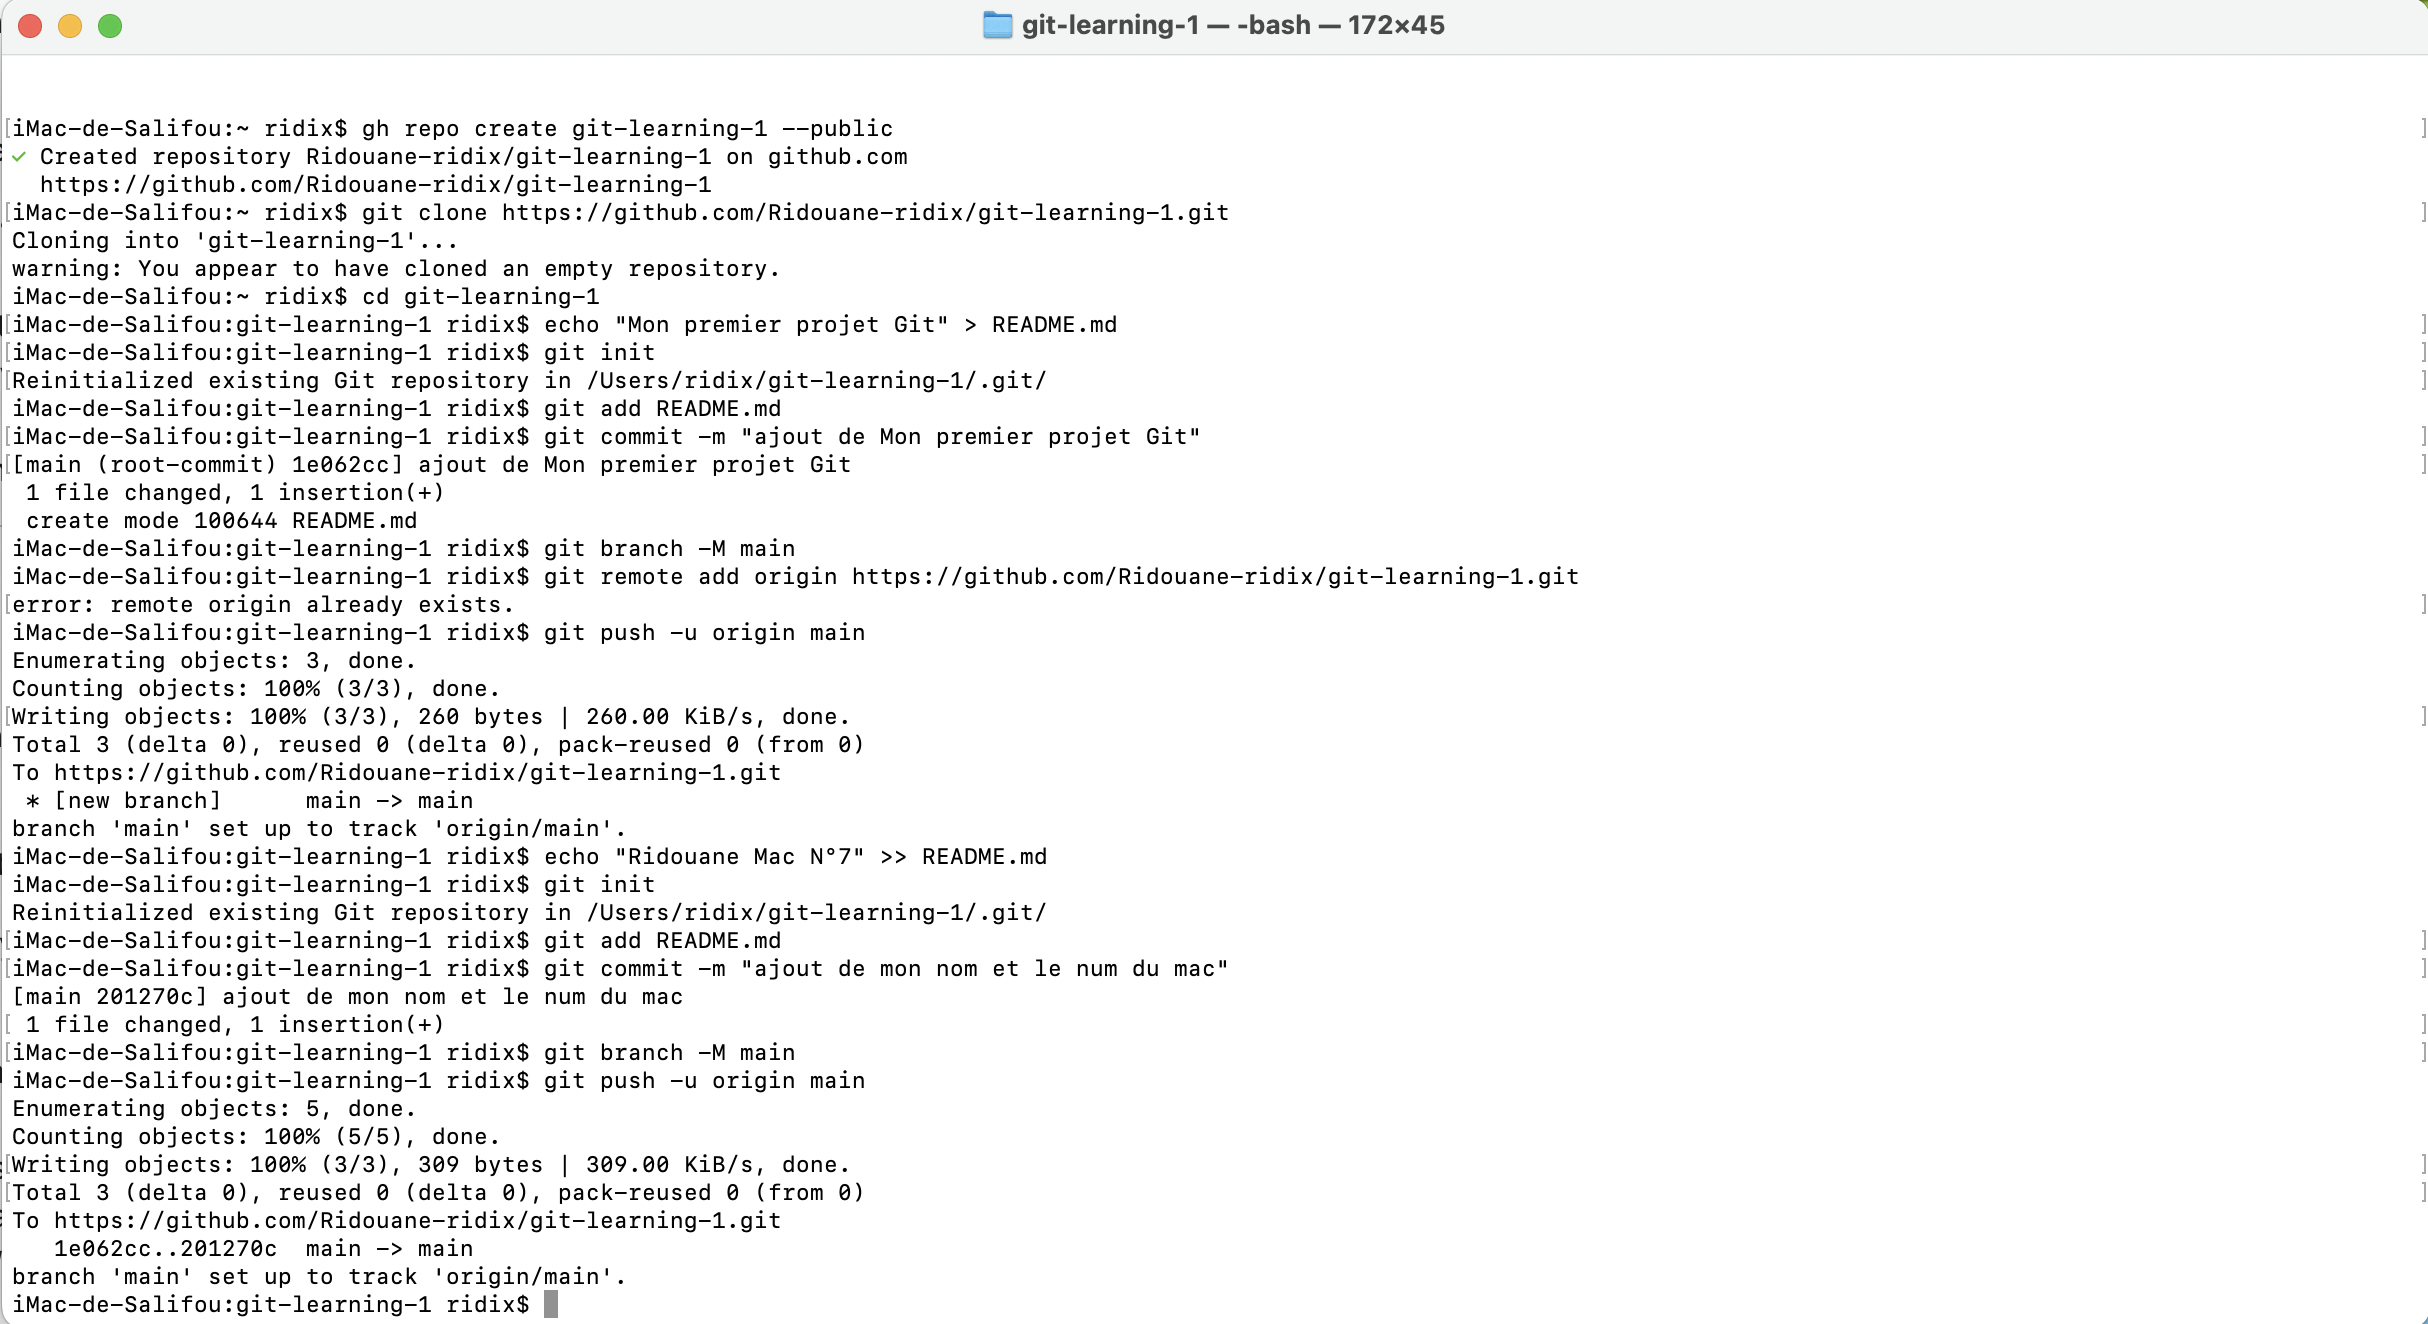 git-learning-1 — -bash — 172×45
iMac-de-Salifou:~ ridix$ gh repo create git-learning-1 --public
✓ Created repository Ridouane-ridix/git-learning-1 on github.com
  https://github.com/Ridouane-ridix/git-learning-1
iMac-de-Salifou:~ ridix$ git clone https://github.com/Ridouane-ridix/git-learning-1.git
Cloning into 'git-learning-1'...
warning: You appear to have cloned an empty repository.
iMac-de-Salifou:~ ridix$ cd git-learning-1
iMac-de-Salifou:git-learning-1 ridix$ echo "Mon premier projet Git" > README.md
iMac-de-Salifou:git-learning-1 ridix$ git init
Reinitialized existing Git repository in /Users/ridix/git-learning-1/.git/
iMac-de-Salifou:git-learning-1 ridix$ git add README.md
iMac-de-Salifou:git-learning-1 ridix$ git commit -m "ajout de Mon premier projet Git"
[main (root-commit) 1e062cc] ajout de Mon premier projet Git
 1 file changed, 1 insertion(+)
 create mode 100644 README.md
iMac-de-Salifou:git-learning-1 ridix$ git branch -M main
iMac-de-Salifou:git-learning-1 ridix$ git remote add origin https://github.com/Ridouane-ridix/git-learning-1.git
error: remote origin already exists.
iMac-de-Salifou:git-learning-1 ridix$ git push -u origin main
Enumerating objects: 3, done.
Counting objects: 100% (3/3), done.
Writing objects: 100% (3/3), 260 bytes | 260.00 KiB/s, done.
Total 3 (delta 0), reused 0 (delta 0), pack-reused 0 (from 0)
To https://github.com/Ridouane-ridix/git-learning-1.git
 * [new branch]      main -> main
branch 'main' set up to track 'origin/main'.
iMac-de-Salifou:git-learning-1 ridix$ echo "Ridouane Mac N°7" >> README.md
iMac-de-Salifou:git-learning-1 ridix$ git init
Reinitialized existing Git repository in /Users/ridix/git-learning-1/.git/
iMac-de-Salifou:git-learning-1 ridix$ git add README.md
iMac-de-Salifou:git-learning-1 ridix$ git commit -m "ajout de mon nom et le num du mac"
[main 201270c] ajout de mon nom et le num du mac
 1 file changed, 1 insertion(+)
iMac-de-Salifou:git-learning-1 ridix$ git branch -M main
iMac-de-Salifou:git-learning-1 ridix$ git push -u origin main
Enumerating objects: 5, done.
Counting objects: 100% (5/5), done.
Writing objects: 100% (3/3), 309 bytes | 309.00 KiB/s, done.
Total 3 (delta 0), reused 0 (delta 0), pack-reused 0 (from 0)
To https://github.com/Ridouane-ridix/git-learning-1.git
   1e062cc..201270c  main -> main
branch 'main' set up to track 'origin/main'.
iMac-de-Salifou:git-learning-1 ridix$